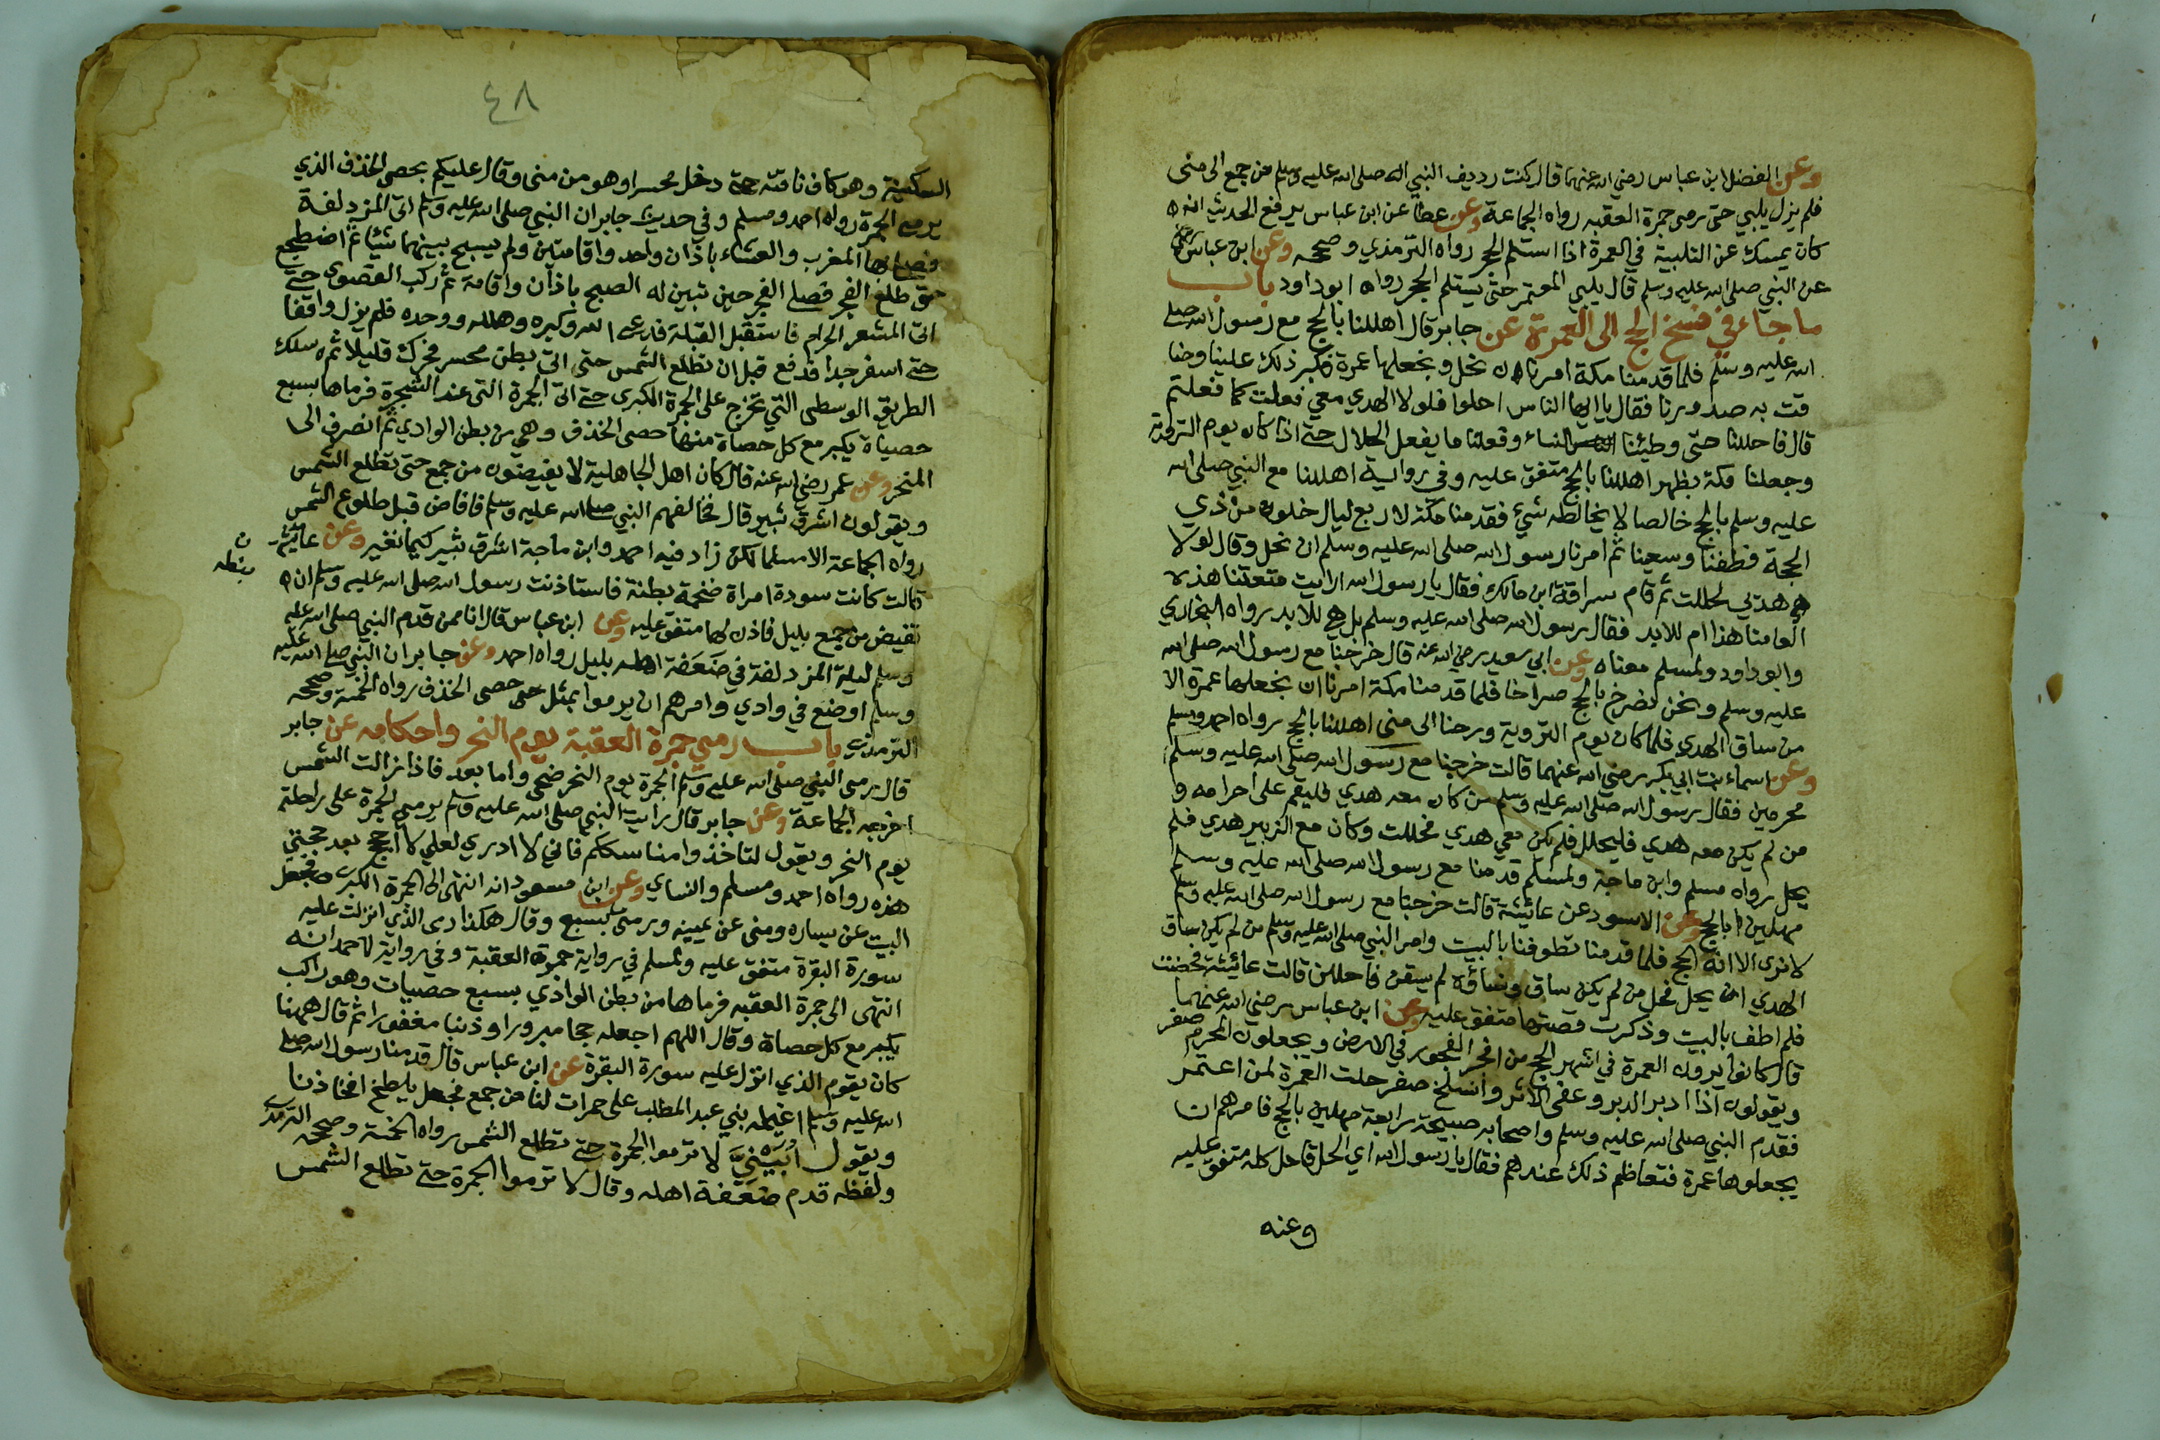 وعن الفضل ابن عباس رضي الله عنهما قال كنت رديف النبي صلى الله عليه وسلم من جمع الى منى
فلم يزل يلبي حتى رمى جمرة العقبه رواه الجماعة وعن عطا عن ابن عباس يرفع الحديث انه
كان يمسك عن التلبية في العمرة اذا استلم الحجر رواه الترمذي وصححه وعن ابن عباس
عن النبي صلى الله عليه وسلم قال يلبي المعتمر حتى يستلم الحجر رواه ابوداود باب
ما جاء في فسخ الحج الى العمرة عن جابر قال اهللنا بالحج مع رسول الله صلى
الله عليه وسلم فلما قدمنا مكة امرنا ان نحل ونجعلها عمرة فكبر ذلك علينا وضا
قت به صدورنا فقال يا ايها الناس احلوا فلولا الهدي معي فعلت كما فعلتم
قال فاحللنا حتى وطئنا النساء وفعلنا ما يفعل الحلال حتى اذا كان يوم التروية
وجعلنا مكة بظهر اهللنا بالحج متفق عليه وفي رواية اهللنا مع النبي صلى الله
عليه وسلم بالحج خالصا لا يخالطه شيء فقدمنا مكة لاربع ليال خلون من ذي
الحجة فطفنا وسعينا ثم امرنا رسول الله صلى الله عليه وسلم ان نحل وقال لولا
هديي لحللت ثم قام سراقة ابن مالك فقال يا رسول الله ارايت متعتنا هذه
ألعامنا هذا ام للابد فقال رسول الله صلى الله عليه وسلم بل هي للابد رواه البخاري
وابوداود ولمسلم معناه وعن ابي سعيد رضي الله عنه قال خرجنا مع رسول الله صلى الله
عليه وسلم ونحن نصرخ بالحج صراخا فلما قدمنا مكة امرنا ان نجعلها عمرة الا
من ساق الهدي فلما كان يوم التروية ورحنا الى منى اهللنا بالحج رواه احمد ومسلم
وعن اسماء بنت ابي بكر رضي الله عنهما قالت خرجنا مع رسول الله صلى الله عليه وسلم
محرمين فقال رسول الله صلى الله عليه وسلم من كان معه هدي فليقم على احرامه و
من لم يكن معه هدي فليحلل فلم يكن معي هدي فحللت وكان مع الزبير هدي فلم
يحل رواه مسلم وابن ماجة ولمسلم قدمنا مع رسول الله صلى الله عليه وسلم
مهلين بالحج وعن الاسود عن عائشة قالت خرجنا مع رسول الله صلى الله عليه وسلم
لا نرى الا انه الحج فلما قدمنا تطوفنا بالبيت وامر النبي صلى الله عليه وسلم من لم يكن ساق
الهدي ان يحل فحل من لم يكن ساق ونساؤه لم يسقن فاحللن قالت عائشة فحضت
فلم اطف بالبيت وذكرت قصتها متفق عليه وعن ابن عباس رضي الله عنهما
قال كانوا يرون العمرة في اشهر الحج من افجر الفجور في الارض ويجعلون المحرم صفر
ويقولون اذا ادبر الدبر وعفى الاثر وانسلخ صفر حلت العمرة لمن اعتمر
فقدم النبي صلى الله عليه وسلم واصحابه صبيحة رابعة مهلين بالحج فامرهم ان
يجعلوها عمرة فتعاظم ذلك عندهم فقال يا رسول الله اي الحل قال حل كله متفق عليه
وعنه
٤٨
السكينة وهو كاف ناقته حتى دخل محسرا وهو من منى وقال عليكم بحصى الخذف الذي
يرمى الجمرة رواه احمد ومسلم وفي حديث جابر ان النبي صلى الله عليه وسلم اتى المزدلفة
فصلى بها المغرب والعشاء باذان واحد واقامتين ولم يسبح بينهما شيئا ثم اضطجع
حتى طلع الفجر فصلى الفجر حين تبين له الصبح باذان واقامة ثم ركب القصوى حتى
اتى المشعر الحرام فاستقبل القبلة فدعى الله وكبره وهلله ووحده فلم يزل واقفا
حتى اسفر جدا فدفع قبل ان تطلع الشمس حتى اتى بطن محسر فحرك قليلا ثم سلك
الطريق الوسطى التي تخرج على الجمرة الكبرى حتى اتى الجمرة التي عند الشجرة فرماها بسبع
حصياة يكبر مع كل حصاة منها حصى الخذف وهي من بطن الوادي ثم انصرف الى
المنحر وعن عمر رضي الله عنه قال كان اهل الجاهلية لا يفيضون من جمع حتى تطلع الشمس
ويقولون اشرق ثبير قال فخالفهم النبي صلى الله عليه وسلم فافاض قبل طلوع الشمس
رواه الجماعة الا مسلما لكن زاد فيه احمد وابن ماجة اشرق ثبير كيما نغير وعن عايشة
قالت كانت سودة امراة ضخمة بطنة فاستاذنت رسول الله صلى الله عليه وسلم ان
تفيض من جمع بليل فاذن لها متفق عليه وعن ابن عباس قال انا ممن قدم النبي صلى الله عليه
وسلم ليلة المزدلفة في ضعفة اهله بليل رواه احمد وعن جابر ان النبي صلى الله عليه
وسلم اوضع في وادي وامرهم ان يرموا بمثل حصى الخذف رواه الخمسة وصححه
الترمذي باب رمي جمرة العقبة يوم النحر واحكامه عن جابر
قال رمى النبي صلى الله عليه وسلم الجمرة يوم النحر ضحى واما بعد فاذا زالت الشمس
اخرجه الجماعة وعن جابر قال رايت النبي صلى الله عليه وسلم يرمي الجمرة على راحلته
يوم النحر ويقول لتاخذوا مناسككم فاني لا ادري لعلي لا احج بعد حجتي
هذه رواه احمد ومسلم والنساي وعن ابن مسعود انه انتهى الى الجمرة الكبرى فجعل
البيت عن يساره ومنى عن يمينه ورمى بسبع وقال هكذا رمى الذي انزلت عليه
سورة البقرة متفق عليه ولمسلم في رواية جمرة العقبة وفي رواية لاحمد انه
انتهى الى جمرة العقبه فرماها من بطن الوادي بسبع حصيات وهو راكب
يكبر مع كل حصاة وقال اللهم اجعله حجا مبرورا وذنبا مغفورا ثم قال ههنا
كان يقوم الذي انزل عليه سورة البقرة عن ابن عباس قال قدمنا رسول الله صلى
الله عليه وسلم اغيلمه بني عبد المطلب على حمرات لنا من جمع فجعل يلطخ افخاذنا
ويقول ابيني لا ترموا الجمرة حتى تطلع الشمس رواه الخمسة وصححه الترمذي
ولفظه قدم ضعفة اهله وقال لا ترموا الجمرة حتى تطلع الشمس